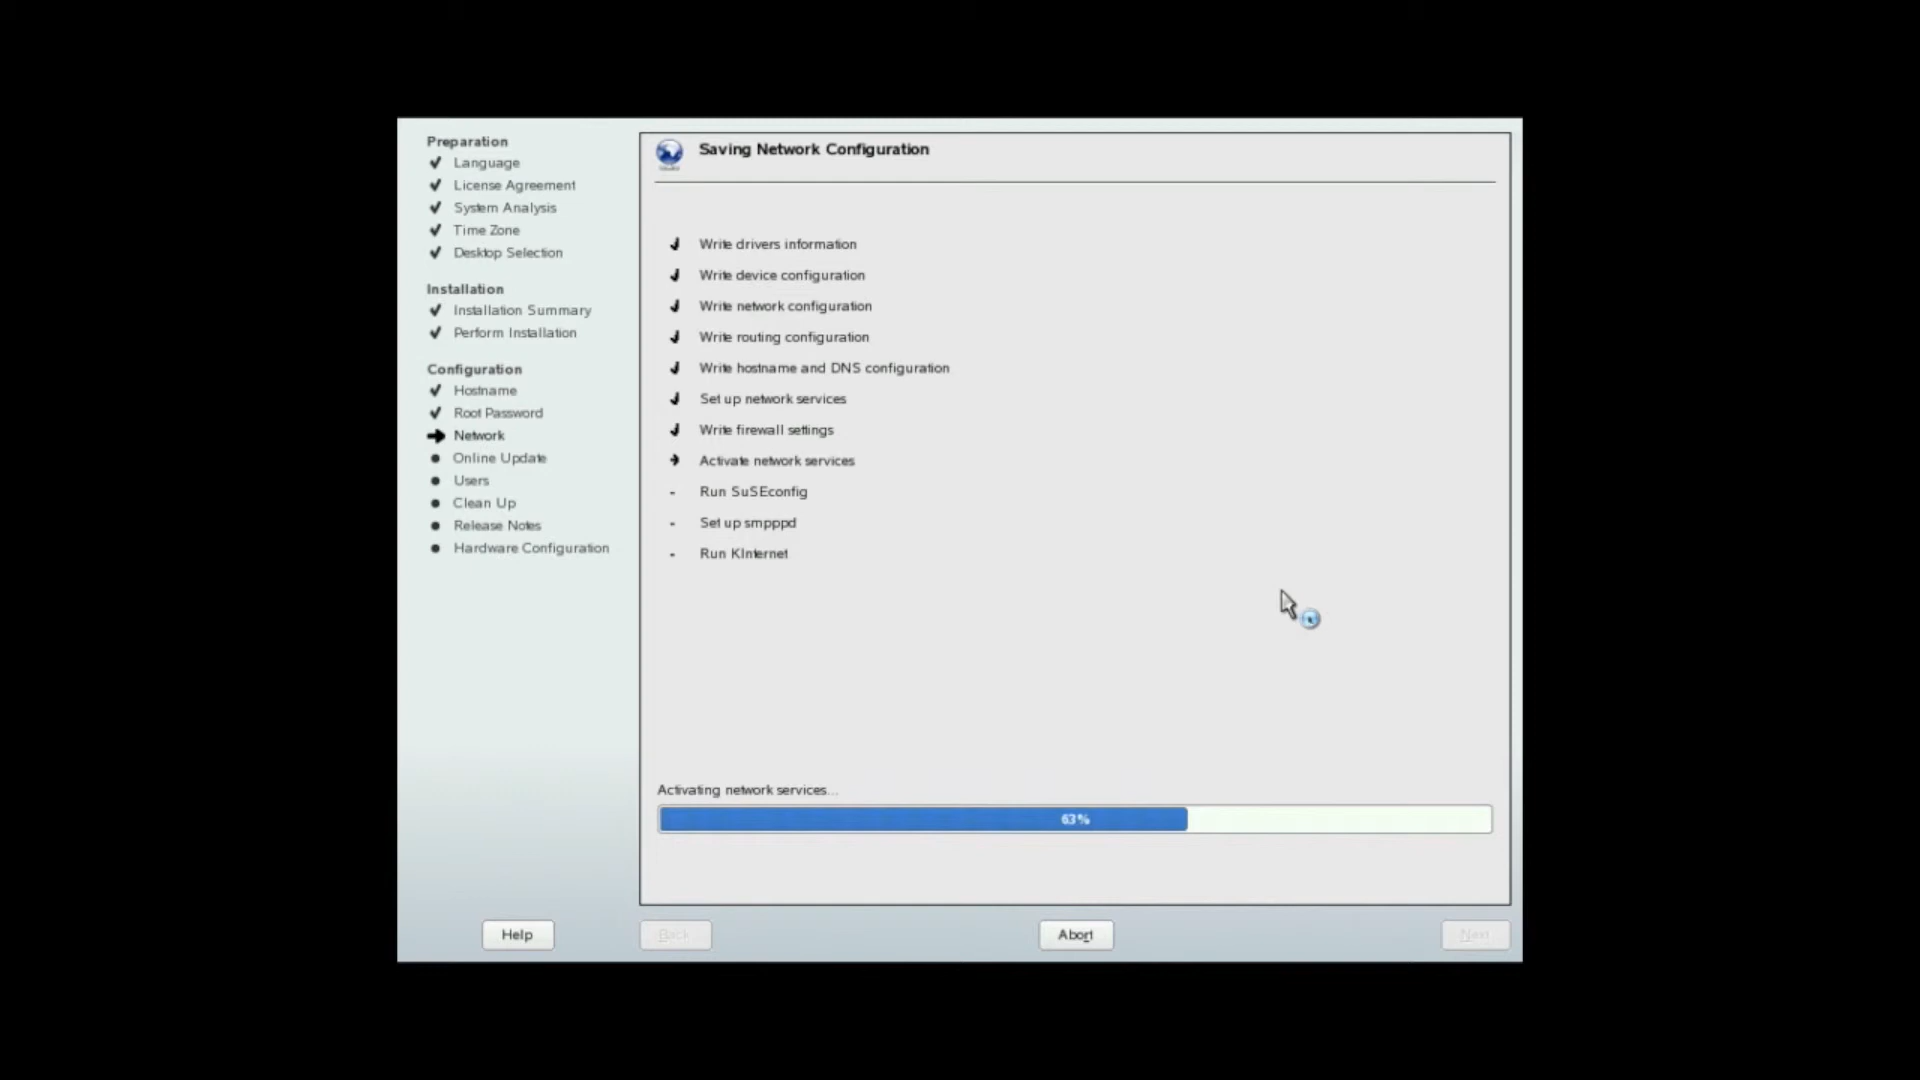 Preparation
Language
License Agreement
System Analysis
Time Zone
Desktop Selection
Installation
Installation Summary
Perform Installation
Configuration
Hostname
Root Password
Network
Online Update
Users
Clean Up
Release Notes
Hardware Configuration
Saving Network Configuration
Write drivers information
Write device configuration
Write network configuration
Write routing configuration
Write hostname and DNS configuration
Set up network services
Write firewall settings
Activate network services
- Run SuSEconfig
- Set up smpppd
- Run KInternet
Activating network services...
63%
Help
Back
Abort
Next